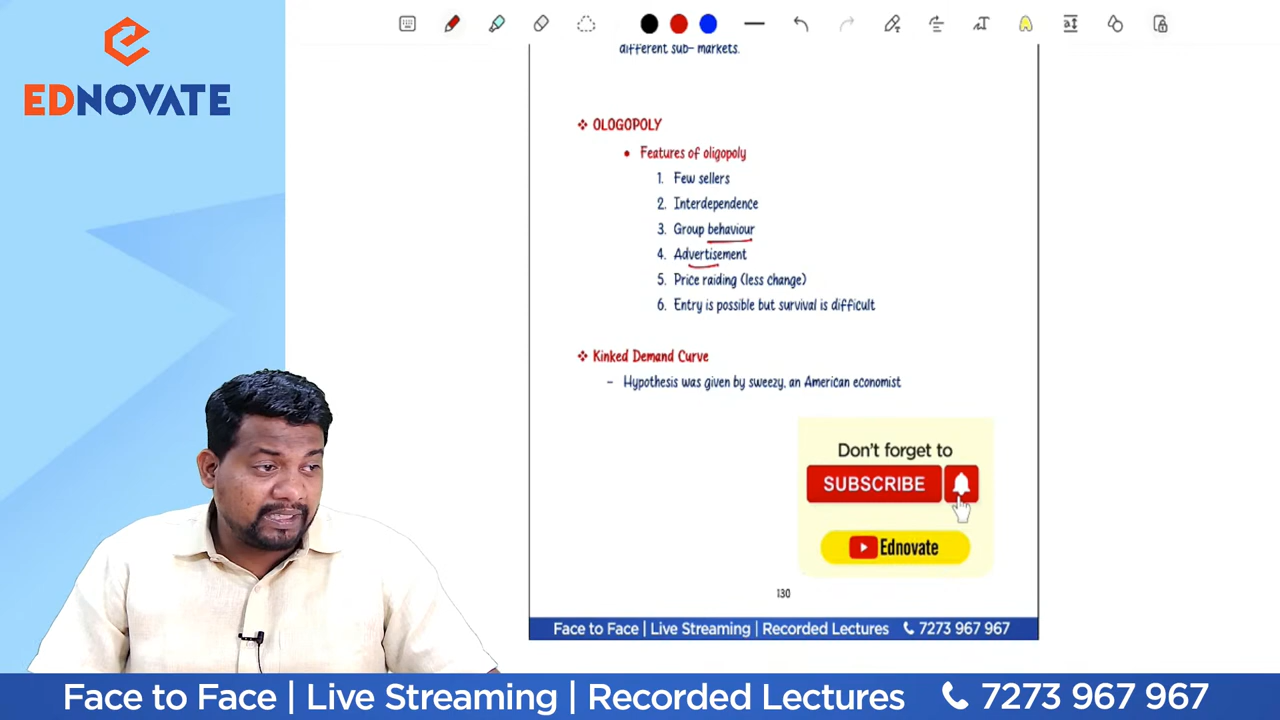 EDNOVATE
different sub- markets.
❖ OLOGOPOLY
• Features of oligopoly
1. Few sellers
2. Interdependence
3. Group behaviour
4. Advertisement
5. Price raiding (less change)
6. Entry is possible but survival is difficult
❖ Kinked Demand Curve
– Hypothesis was given by sweezy, an American economist
Don't forget to
SUBSCRIBE
Ednovate
130
Face to Face | Live Streaming | Recorded Lectures 7273 967 967
Face to Face | Live Streaming | Recorded Lectures 7273 967 967